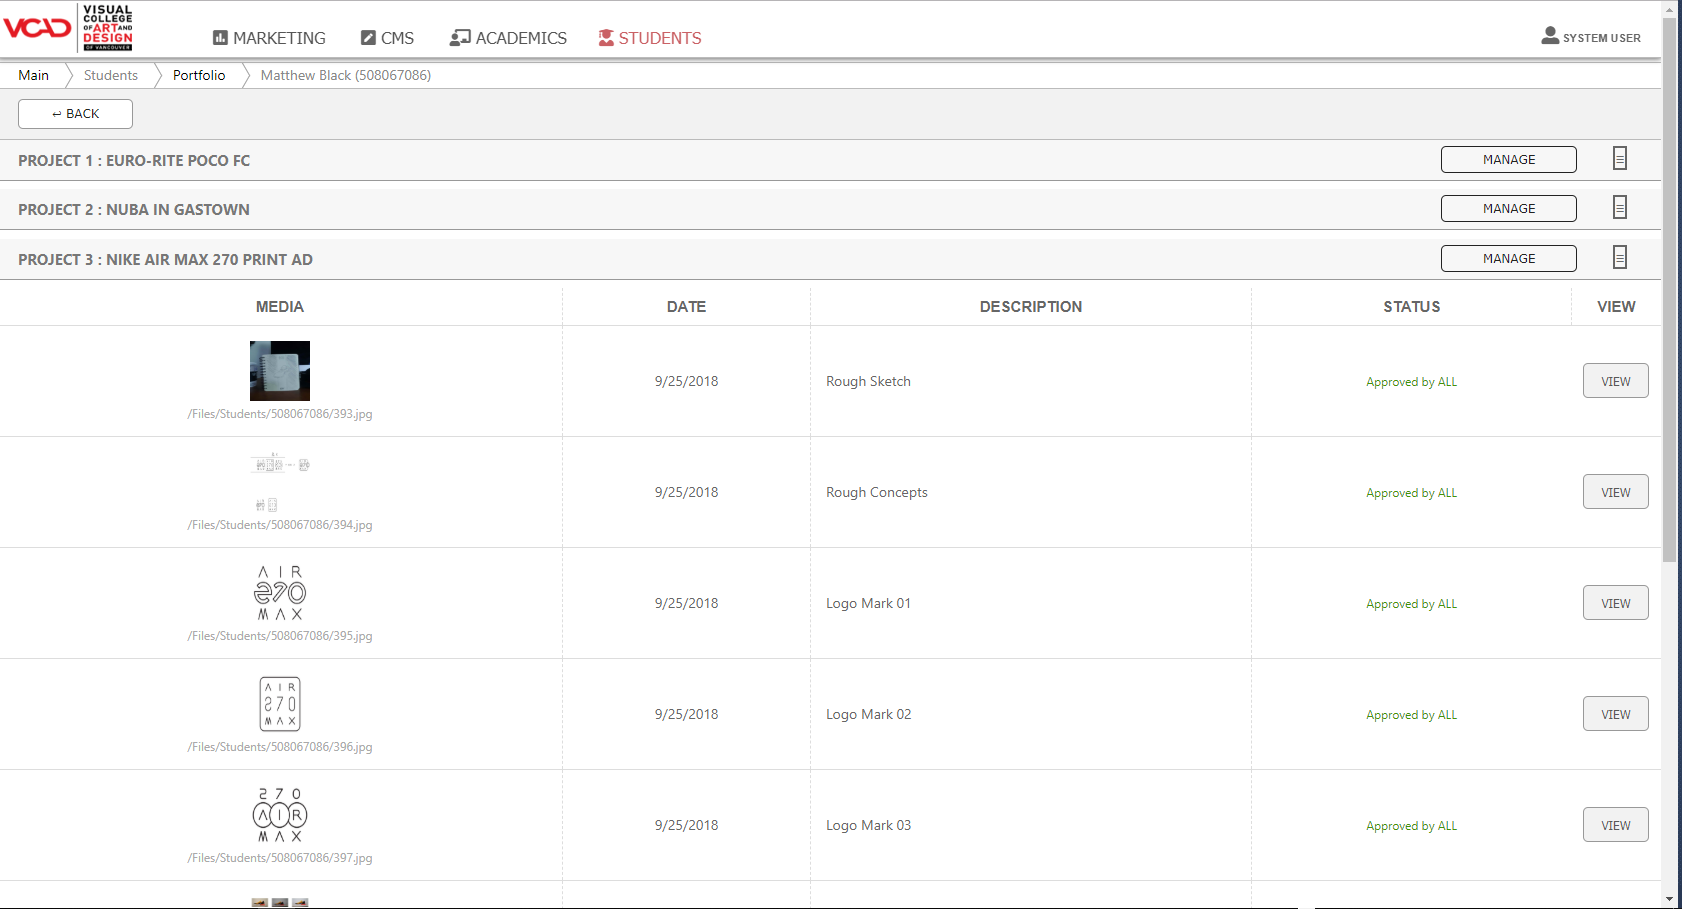 VCAD VISUAL COLLEGE OF ART AND DESIGN OF VANCOUVER
MARKETING CMS ACADEMICS STUDENTS SYSTEM USER
Main Students Portfolio Matthew Black (508067086)
↩ BACK
PROJECT 1 : EURO-RITE POCO FC MANAGE
PROJECT 2 : NUBA IN GASTOWN MANAGE
PROJECT 3 : NIKE AIR MAX 270 PRINT AD MANAGE
MEDIA DATE DESCRIPTION STATUS VIEW
/Files/Students/508067086/393.jpg 9/25/2018 Rough Sketch Approved by ALL VIEW
/Files/Students/508067086/394.jpg 9/25/2018 Rough Concepts Approved by ALL VIEW
AIR
270
MAX
/Files/Students/508067086/395.jpg 9/25/2018 Logo Mark 01 Approved by ALL VIEW
AIR
270
MAX
/Files/Students/508067086/396.jpg 9/25/2018 Logo Mark 02 Approved by ALL VIEW
270
AIR
MAX
/Files/Students/508067086/397.jpg 9/25/2018 Logo Mark 03 Approved by ALL VIEW